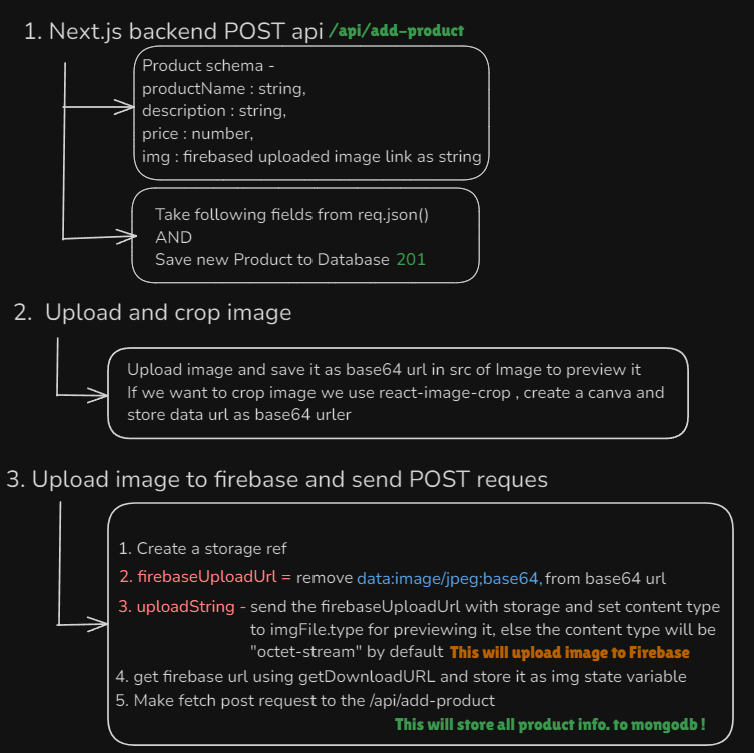 1. Next.js backend POST api /api/add-product
Product schema -
productName : string,
description : string,
price : number,
img : firebased uploaded image link as string
Take following fields from req.json()
AND
Save new Product to Database 201
2. Upload and crop image
Upload image and save it as base64 url in src of Image to preview it
If we want to crop image we use react-image-crop , create a canva and
store data url as base64 urler
3. Upload image to firebase and send POST reques
1. Create a storage ref
2. firebaseUploadUrl = remove data:image/jpeg;base64, from base64 url
3. uploadString - send the firebaseUploadUrl with storage and set content type
to imgFile.type for previewing it, else the content type will be
"octet-stream" by default This will upload image to Firebase
4. get firebase url using getDownloadURL and store it as img state variable
5. Make fetch post request to the /api/add-product
This will store all product info. to mongodb !